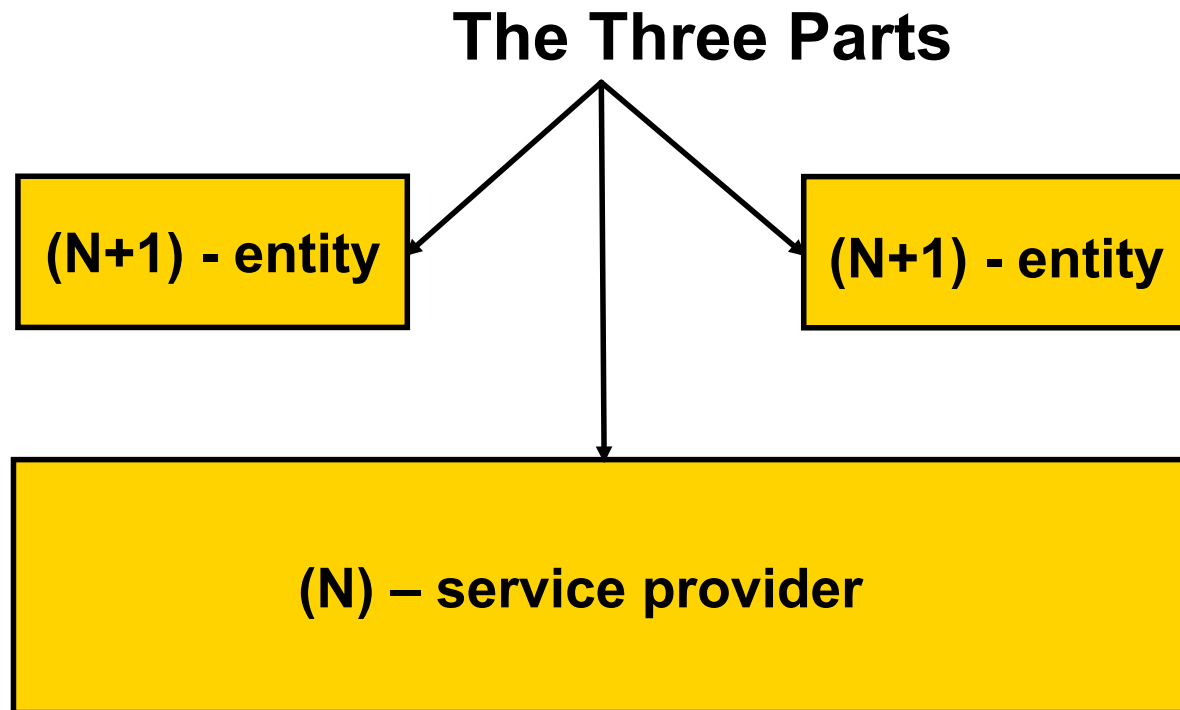 The Three Parts
(N+1) - entity
(N+1) - entity
(N) – service provider